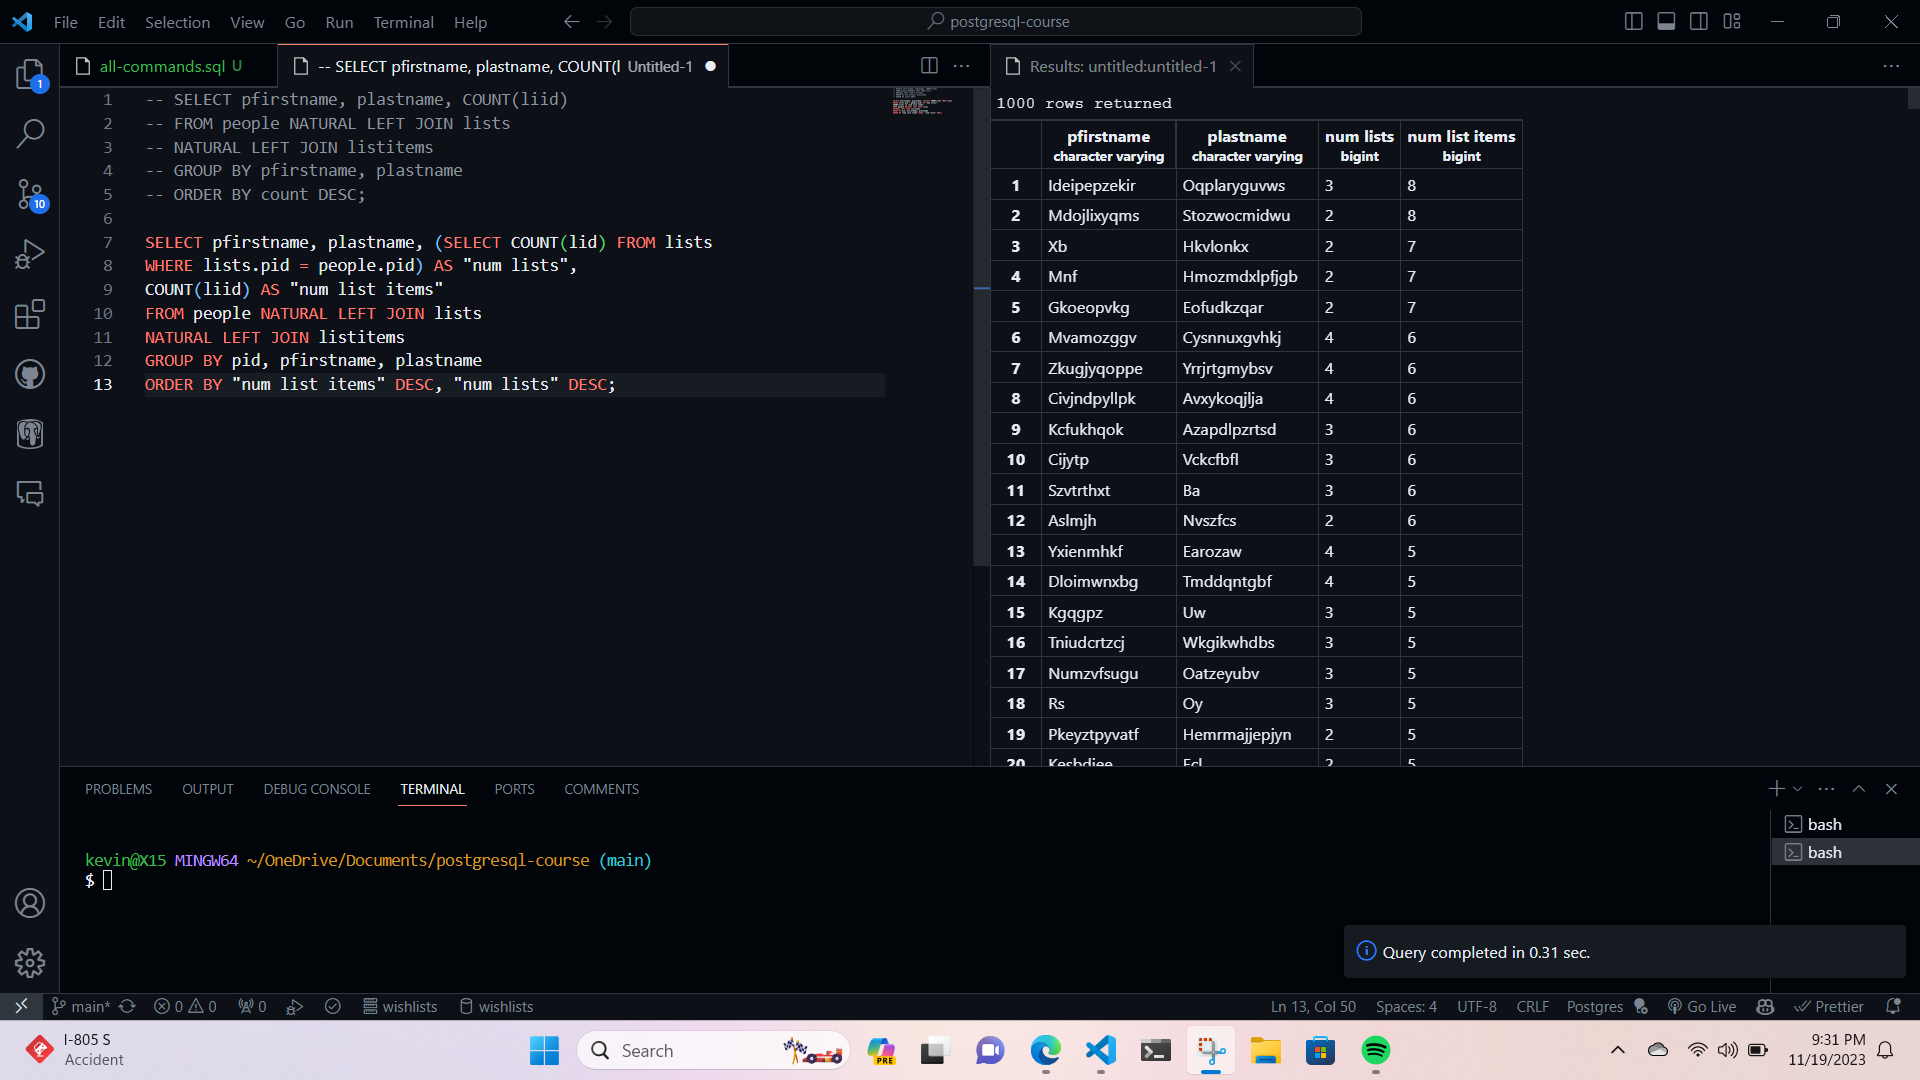 File Edit Selection View Go Run Terminal Help
postgresql-course
all-commands.sql U
-- SELECT pfirstname, plastname, COUNT(l Untitled-1
Results: untitled:untitled-1
1 -- SELECT pfirstname, plastname, COUNT(liid)
2 -- FROM people NATURAL LEFT JOIN lists
3 -- NATURAL LEFT JOIN listitems
4 -- GROUP BY pfirstname, plastname
5 -- ORDER BY count DESC;
6
7 SELECT pfirstname, plastname, (SELECT COUNT(lid) FROM lists
8 WHERE lists.pid = people.pid) AS "num lists",
9 COUNT(liid) AS "num list items"
10 FROM people NATURAL LEFT JOIN lists
11 NATURAL LEFT JOIN listitems
12 GROUP BY pid, pfirstname, plastname
13 ORDER BY "num list items" DESC, "num lists" DESC;
1000 rows returned
pfirstname plastname num lists num list items
character varying character varying bigint bigint
1 Ideipepzekir Oqplaryguvws 3 8
2 Mdojlixyqms Stozwocmidwu 2 8
3 Xb Hkvlonkx 2 7
4 Mnf Hmozmdxlpfjgb 2 7
5 Gkoeopvkg Eofudkzqar 2 7
6 Mvamozggv Cysnnuxgvhkj 4 6
7 Zkugjyqoppe Yrrjrtgmybsv 4 6
8 Civjndpyllpk Avxykoqjlja 4 6
9 Kcfukhqok Azapdlpzrtsd 3 6
10 Cijytp Vckcfbfl 3 6
11 Szvtrthxt Ba 3 6
12 Aslmjh Nvszfcs 2 6
13 Yxienmhkf Earozaw 4 5
14 Dloimwnxbg Tmddqntgbf 4 5
15 Kgqgpz Uw 3 5
16 Tniudcrtzcj Wkgikwhdbs 3 5
17 Numzvfsugu Oatzeyubv 3 5
18 Rs Oy 3 5
19 Pkeyztpyvatf Hemrmajjepjyn 2 5
20 2 5
PROBLEMS OUTPUT DEBUG CONSOLE TERMINAL PORTS COMMENTS
kevin@X15 MINGW64 ~/OneDrive/Documents/postgresql-course (main)
$
bash
bash
Query completed in 0.31 sec.
1
10
main* 0 0 0 wishlists wishlists
Ln 13, Col 50 Spaces: 4 UTF-8 CRLF Postgres Go Live Prettier
I-805 S
Accident
Search
PRE
9:31 PM
11/19/2023